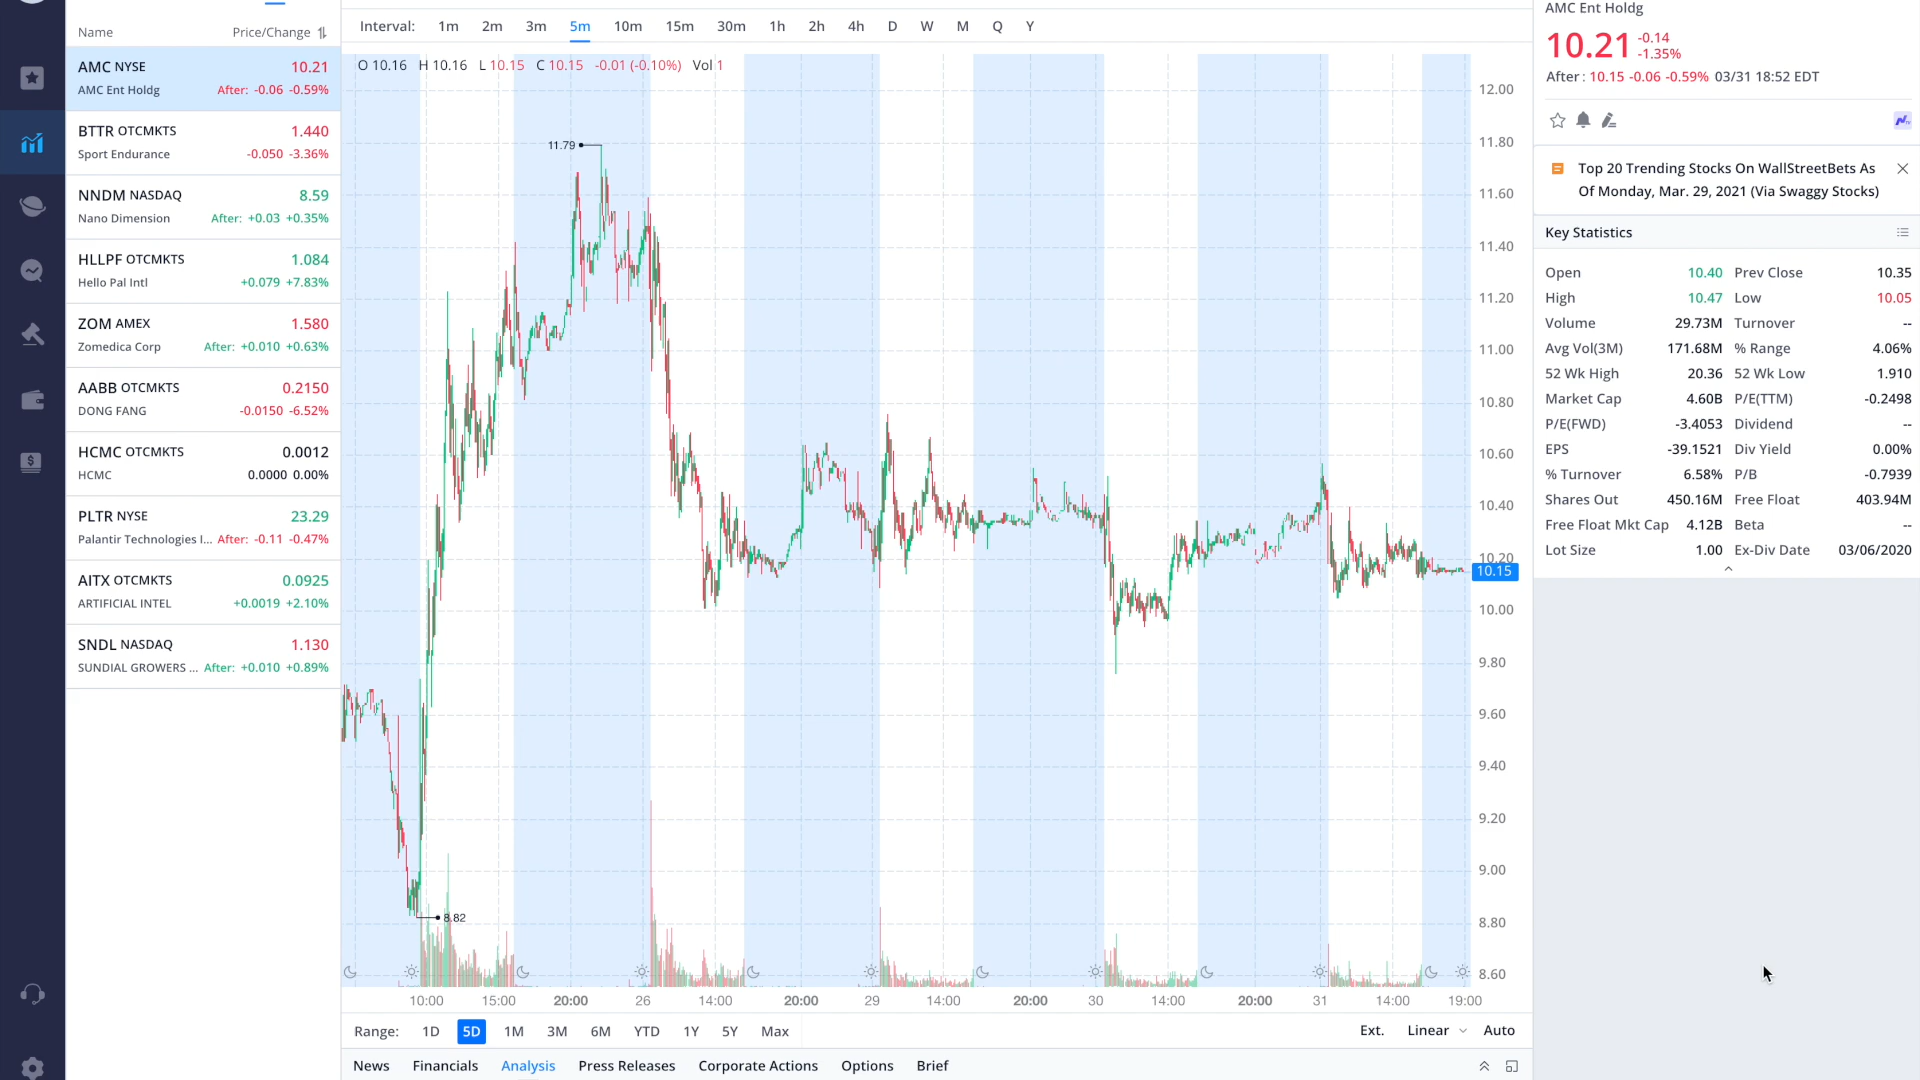 Name Price/Change
AMC NYSE 10.21
AMC Ent Holdg After: -0.06 -0.59%
BTTR OTCMKTS 1.440
Sport Endurance -0.050 -3.36%
NNDM NASDAQ 8.59
Nano Dimension After: +0.03 +0.35%
HLLPF OTCMKTS 1.084
Hello Pal Intl +0.079 +7.83%
ZOM AMEX 1.580
Zomedica Corp After: +0.010 +0.63%
AABB OTCMKTS 0.2150
DONG FANG -0.0150 -6.52%
HCMC OTCMKTS 0.0012
HCMC 0.0000 0.00%
PLTR NYSE 23.29
Palantir Technologies I... After: -0.11 -0.47%
AITX OTCMKTS 0.0925
ARTIFICIAL INTEL +0.0019 +2.10%
SNDL NASDAQ 1.130
SUNDIAL GROWERS ... After: +0.010 +0.89%
Interval: 1m 2m 3m 5m 10m 15m 30m 1h 2h 4h D W M Q Y
O 10.16 H 10.16 L 10.15 C 10.15 -0.01 (-0.10%) Vol 1
12.00
11.80
11.79
11.60
11.40
11.20
11.00
10.80
10.60
10.40
10.20
10.15
10.00
9.80
9.60
9.40
9.20
9.00
8.82
8.80
8.60
10:00 15:00 20:00 26 14:00 20:00 29 14:00 20:00 30 14:00 20:00 31 14:00 19:00
Range: 1D 5D 1M 3M 6M YTD 1Y 5Y Max Ext. Linear Auto
News Financials Analysis Press Releases Corporate Actions Options Brief
AMC Ent Holdg
10.21 -0.14
-1.35%
After : 10.15 -0.06 -0.59% 03/31 18:52 EDT
Top 20 Trending Stocks On WallStreetBets As
Of Monday, Mar. 29, 2021 (Via Swaggy Stocks)
Key Statistics
Open 10.40 Prev Close 10.35
High 10.47 Low 10.05
Volume 29.73M Turnover --
Avg Vol(3M) 171.68M % Range 4.06%
52 Wk High 20.36 52 Wk Low 1.910
Market Cap 4.60B P/E(TTM) -0.2498
P/E(FWD) -3.4053 Dividend --
EPS -39.1521 Div Yield 0.00%
% Turnover 6.58% P/B -0.7939
Shares Out 450.16M Free Float 403.94M
Free Float Mkt Cap 4.12B Beta --
Lot Size 1.00 Ex-Div Date 03/06/2020